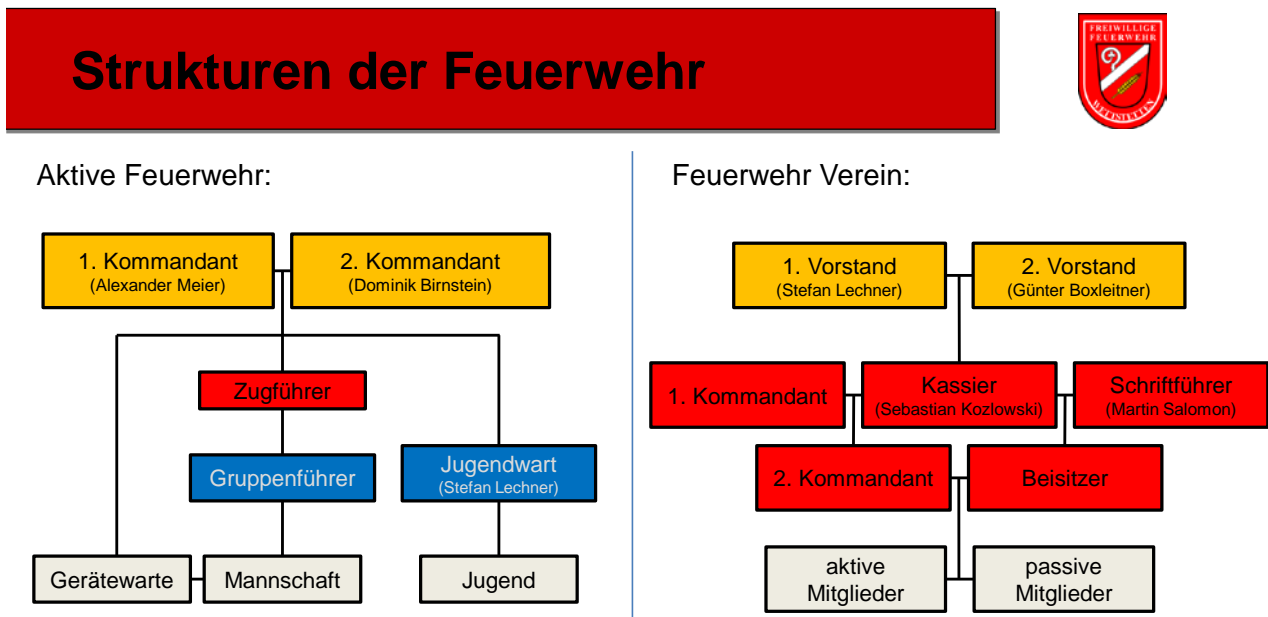 Strukturen der Feuerwehr
FREIWILLIGE
FEUERWEHR
WETTSTETTEN
Aktive Feuerwehr:
1. Kommandant
(Alexander Meier)
2. Kommandant
(Dominik Birnstein)
Zugführer
Gruppenführer
Jugendwart
(Stefan Lechner)
Gerätewarte
Mannschaft
Jugend
Feuerwehr Verein:
1. Vorstand
(Stefan Lechner)
2. Vorstand
(Günter Boxleitner)
1. Kommandant
Kassier
(Sebastian Kozlowski)
Schriftführer
(Martin Salomon)
2. Kommandant
Beisitzer
aktive
Mitglieder
passive
Mitglieder